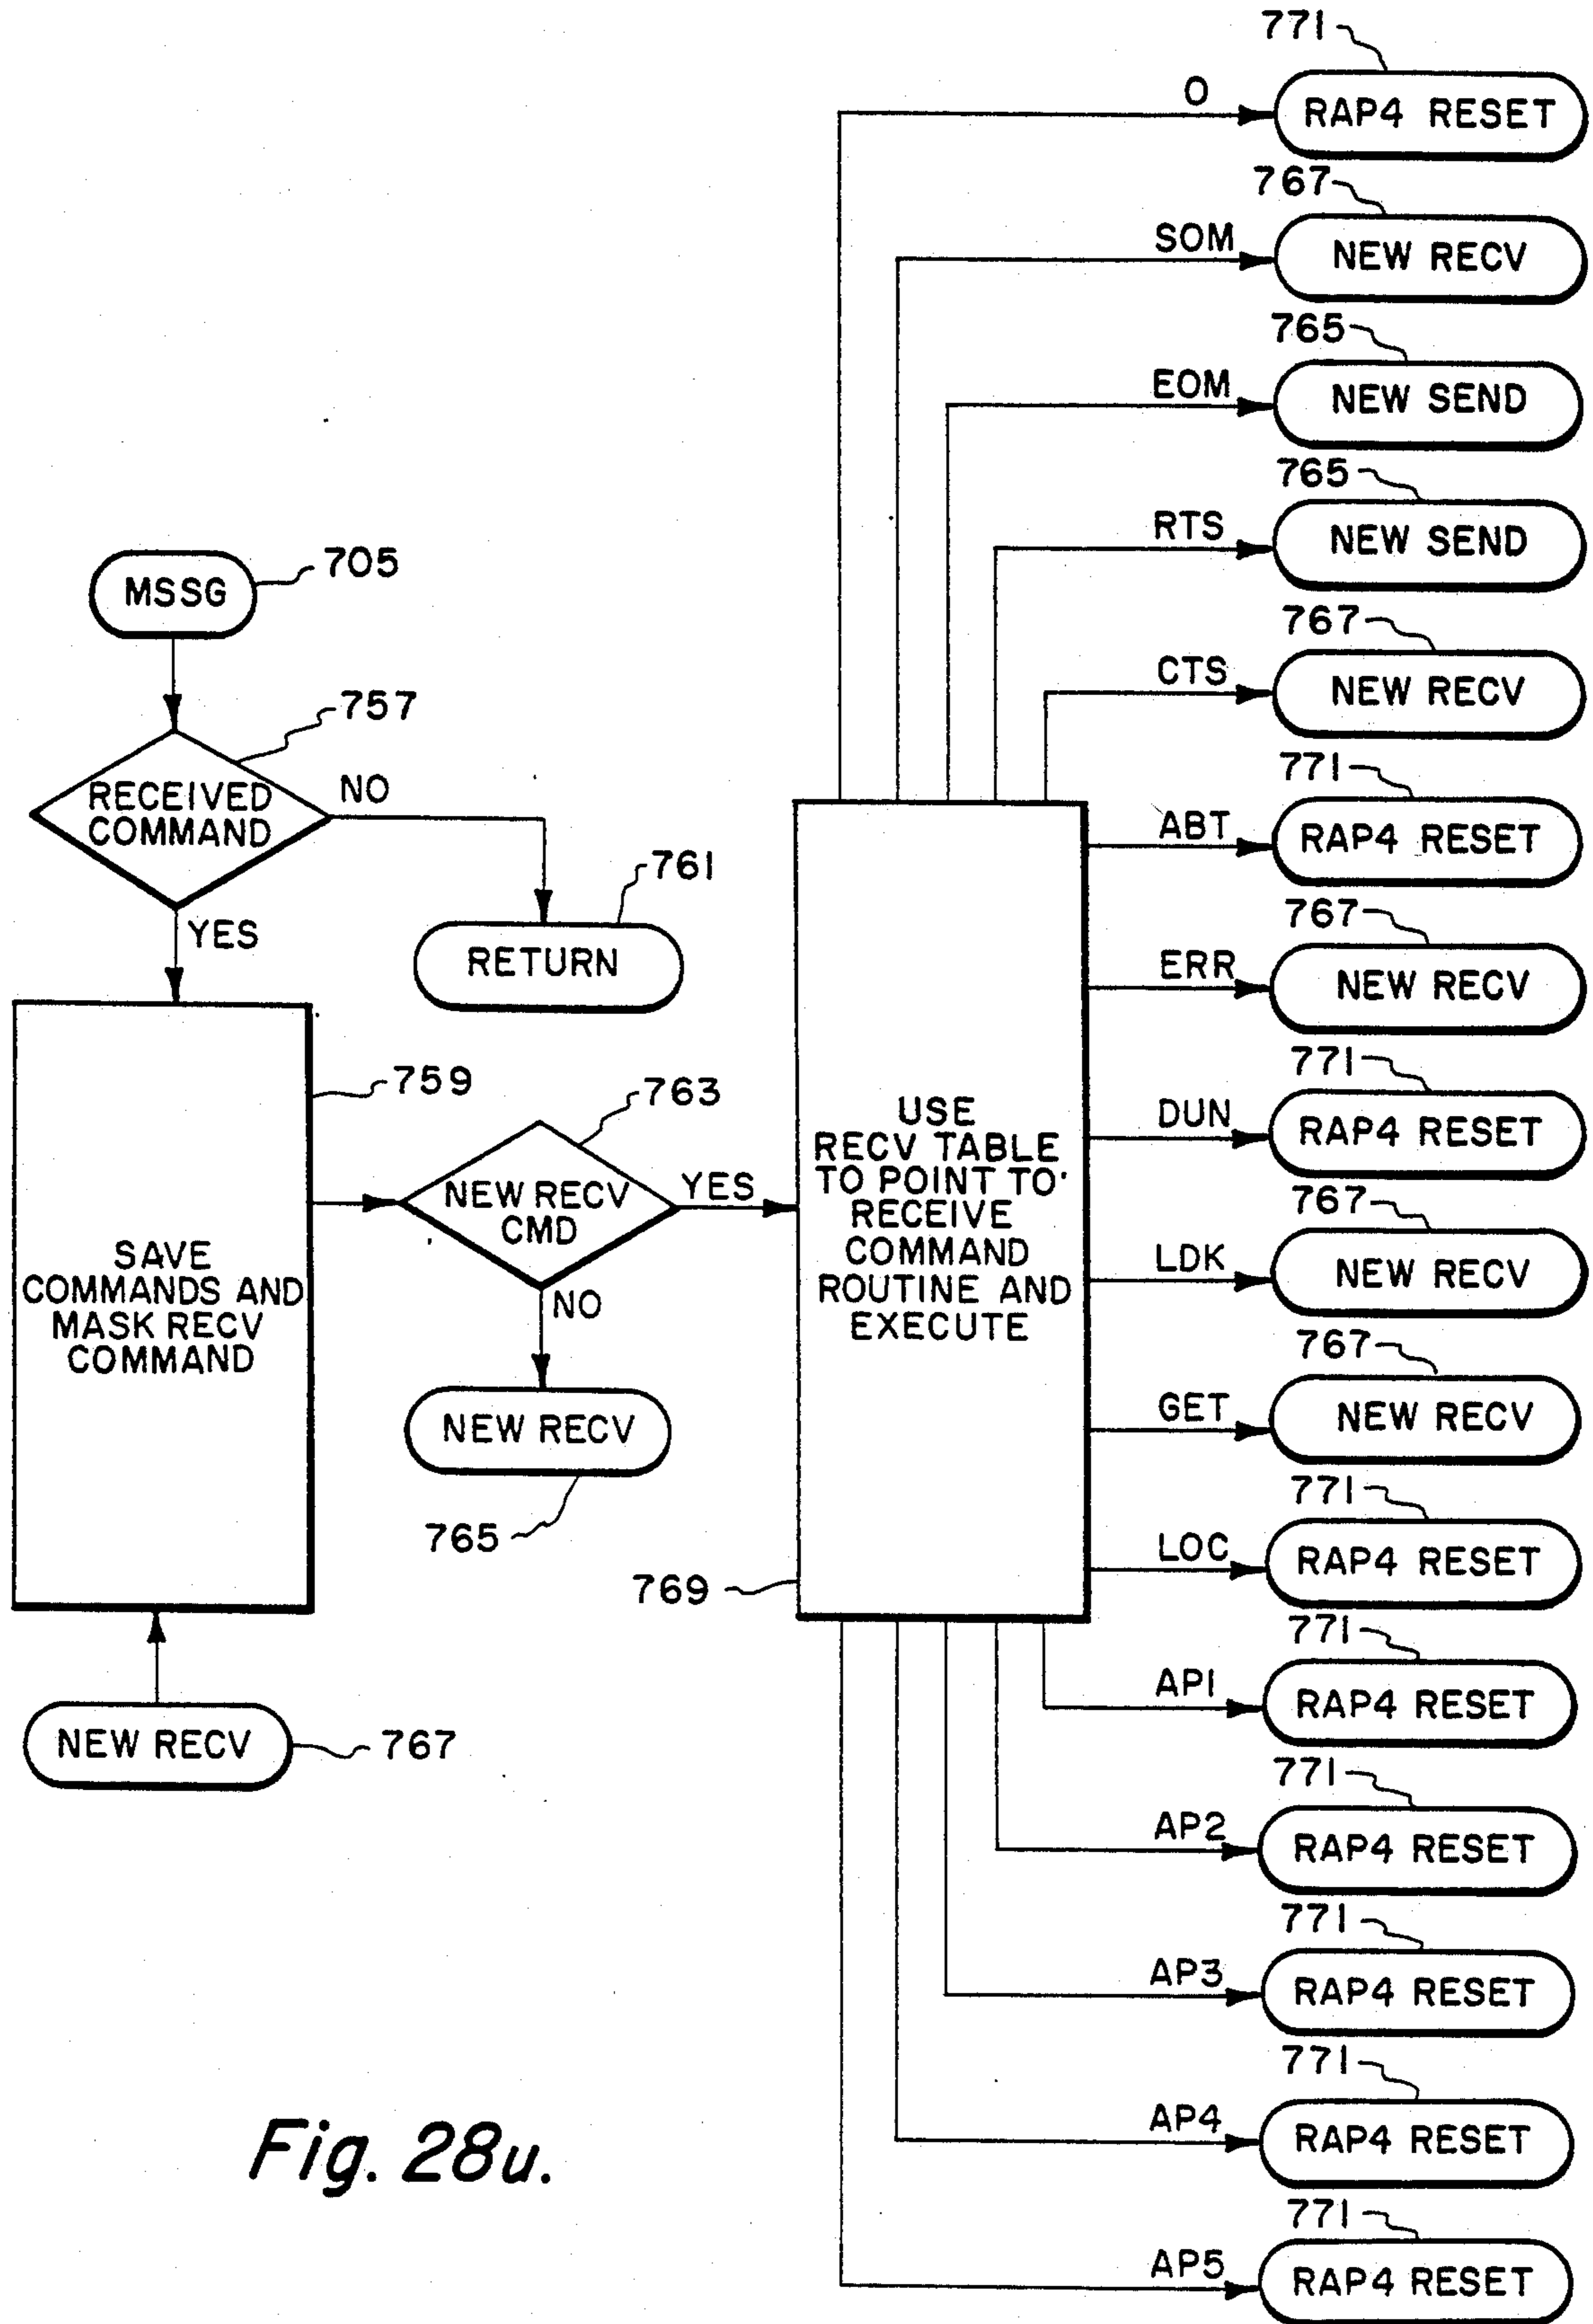 771
O
RAP4 RESET
767
SOM
NEW RECV
765
EOM
NEW SEND
765
RTS
NEW SEND
767
CTS
NEW RECV
771
ABT
RAP4 RESET
767
ERR
NEW RECV
771
DUN
RAP4 RESET
767
LDK
NEW RECV
767
GET
NEW RECV
771
LOC
RAP4 RESET
771
AP1
RAP4 RESET
771
AP2
RAP4 RESET
771
AP3
RAP4 RESET
771
AP4
RAP4 RESET
771
AP5
RAP4 RESET
MSSG
705
757
RECEIVED
COMMAND
NO
761
RETURN
YES
759
SAVE
COMMANDS AND
MASK RECV
COMMAND
763
NEW RECV
CMD
YES
NO
NEW RECV
765
NEW RECV
767
USE
RECV TABLE
TO POINT TO
RECEIVE
COMMAND
ROUTINE AND
EXECUTE
769
Fig. 28u.